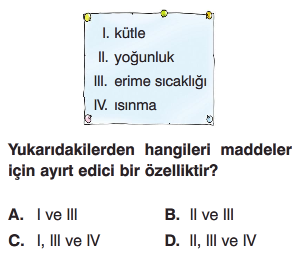 I. kütle
II. yoğunluk
III. erime sıcaklığı
IV. ısınma
Yukarıdakilerden hangileri maddeler
için ayırt edici bir özelliktir?
A. I ve III
B. II ve III
C. I, III ve IV
D. II, III ve IV